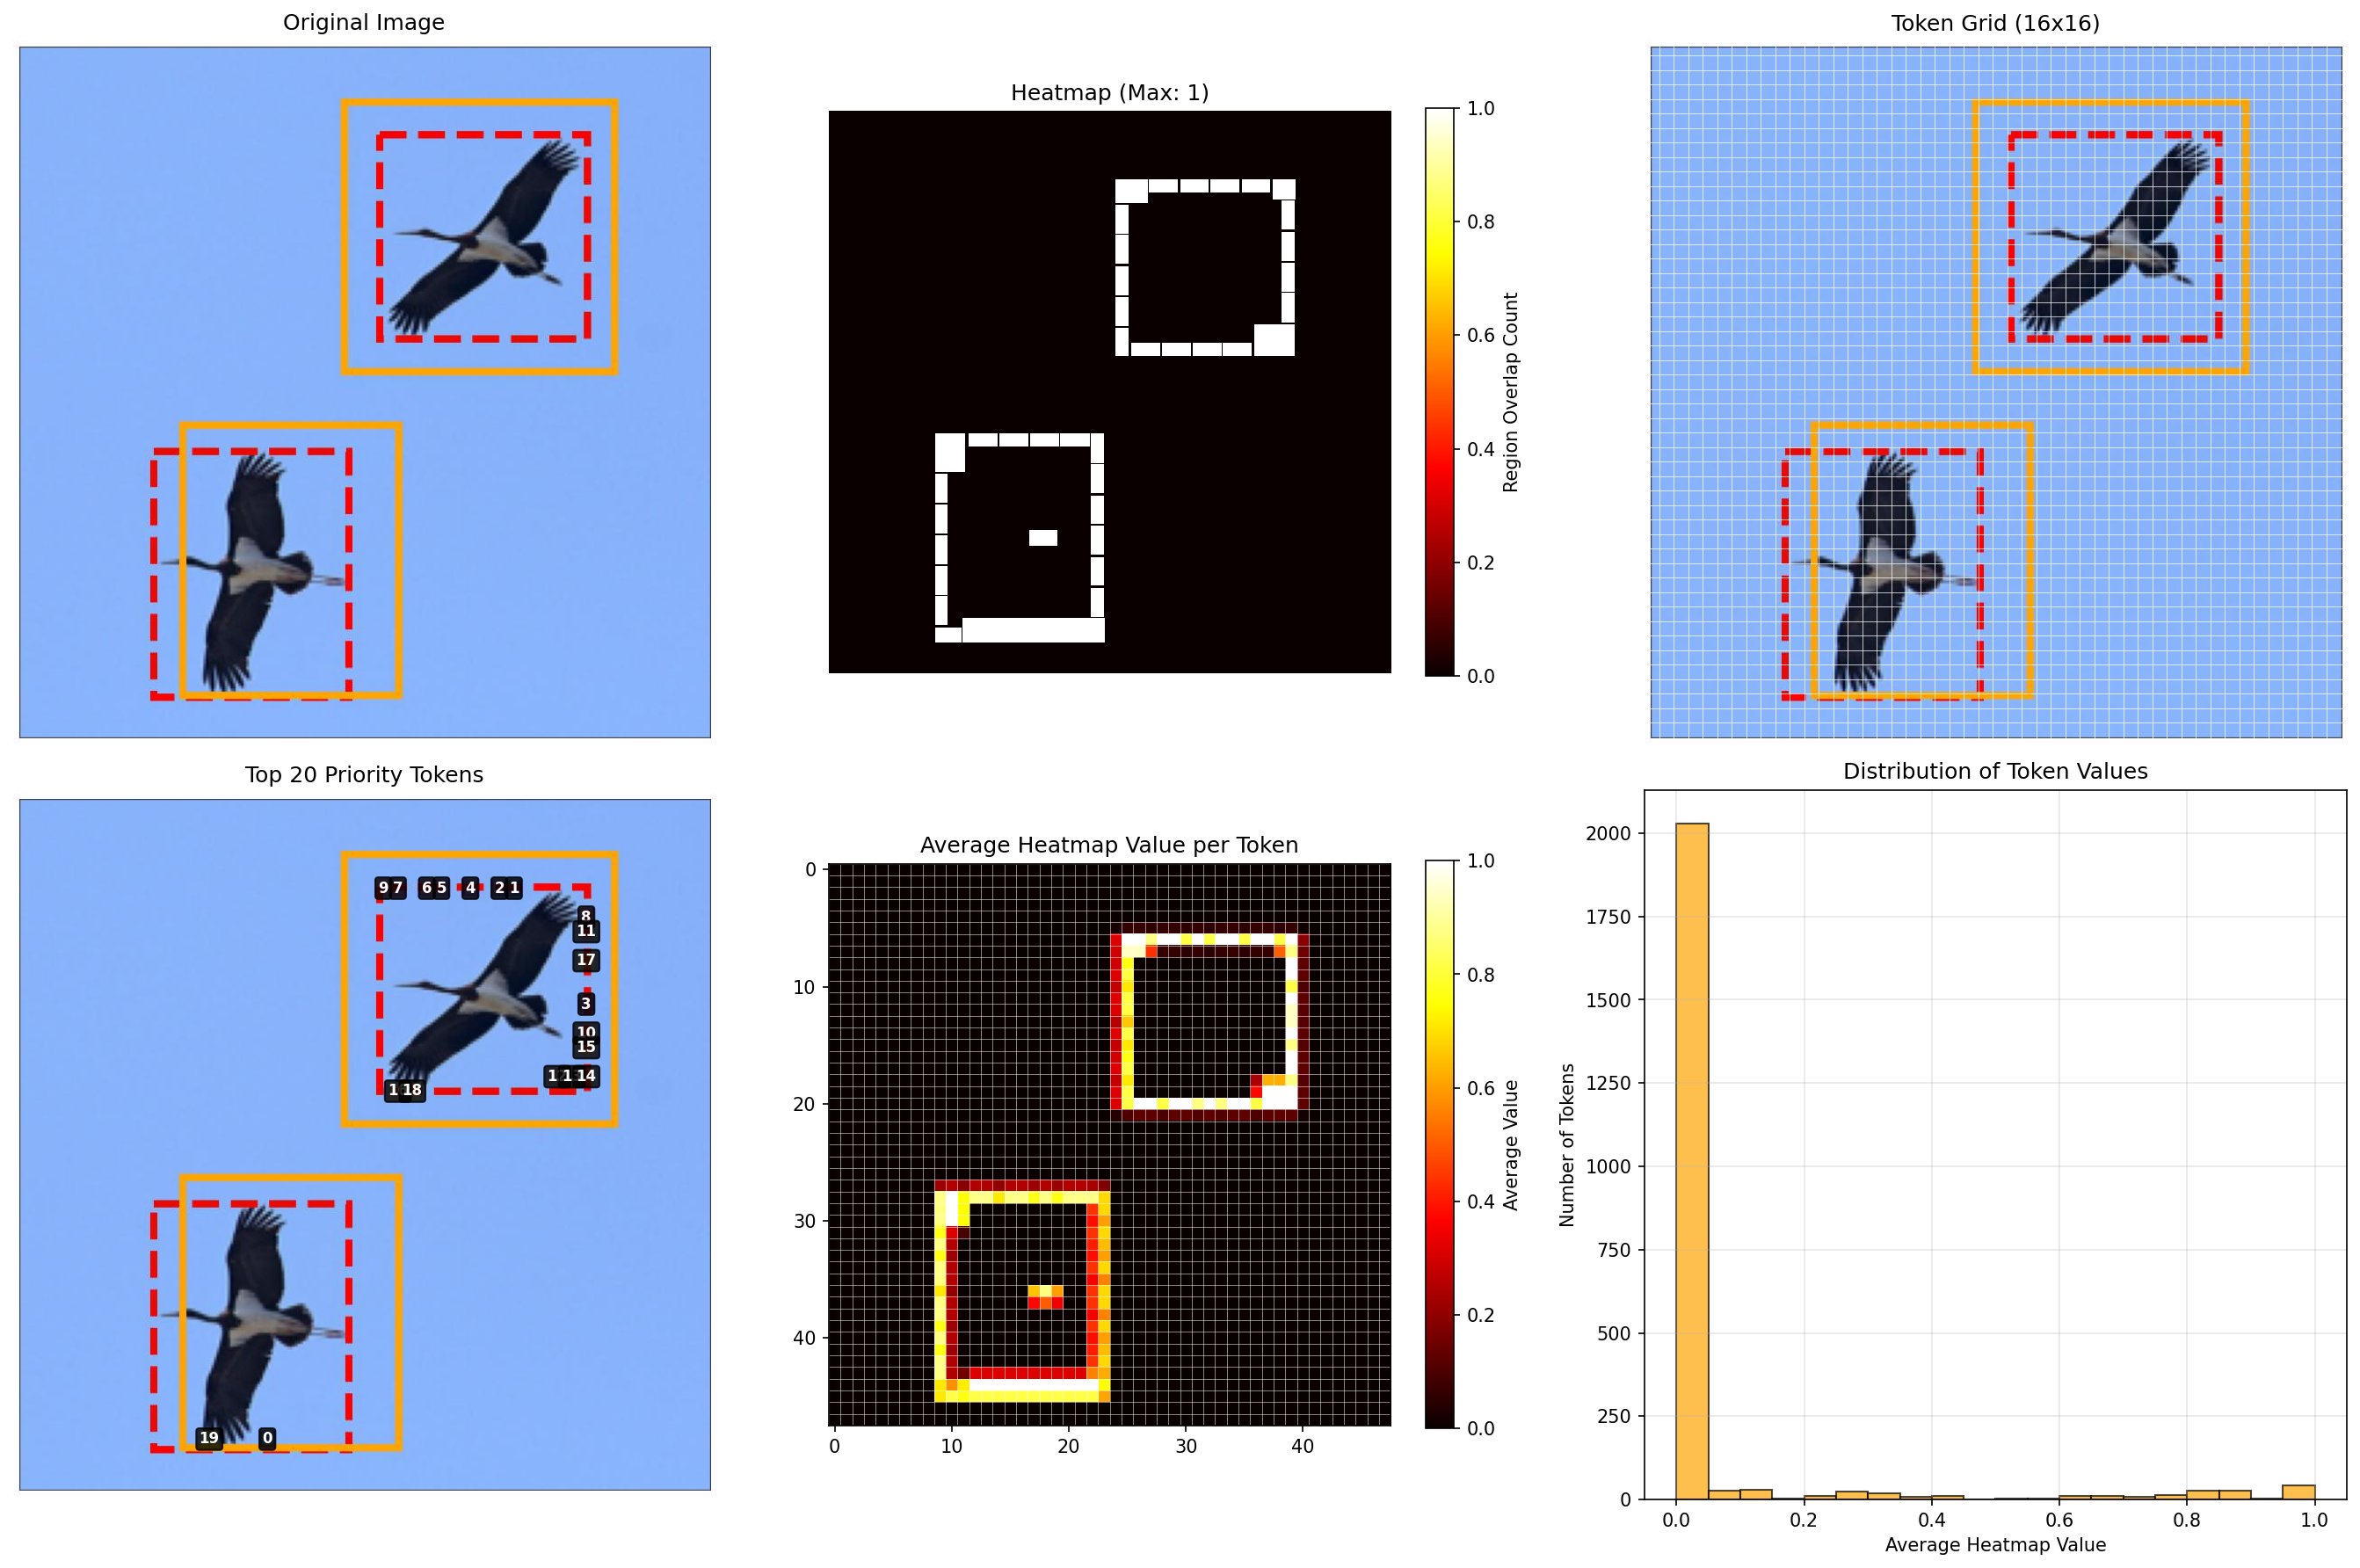 Original Image
Heatmap (Max: 1)
1.0
0.8
0.6
0.4
0.2
0.0
Region Overlap Count
Token Grid (16x16)
Top 20 Priority Tokens
9 7 6 5 4 2 1
8
11
17
3
10
15
14
18
19 0
Average Heatmap Value per Token
0
10
20
30
40
0 10 20 30 40
1.0
0.8
0.6
0.4
0.2
0.0
Average Value
Distribution of Token Values
2000
1750
1500
1250
1000
750
500
250
0
Number of Tokens
0.0 0.2 0.4 0.6 0.8 1.0
Average Heatmap Value